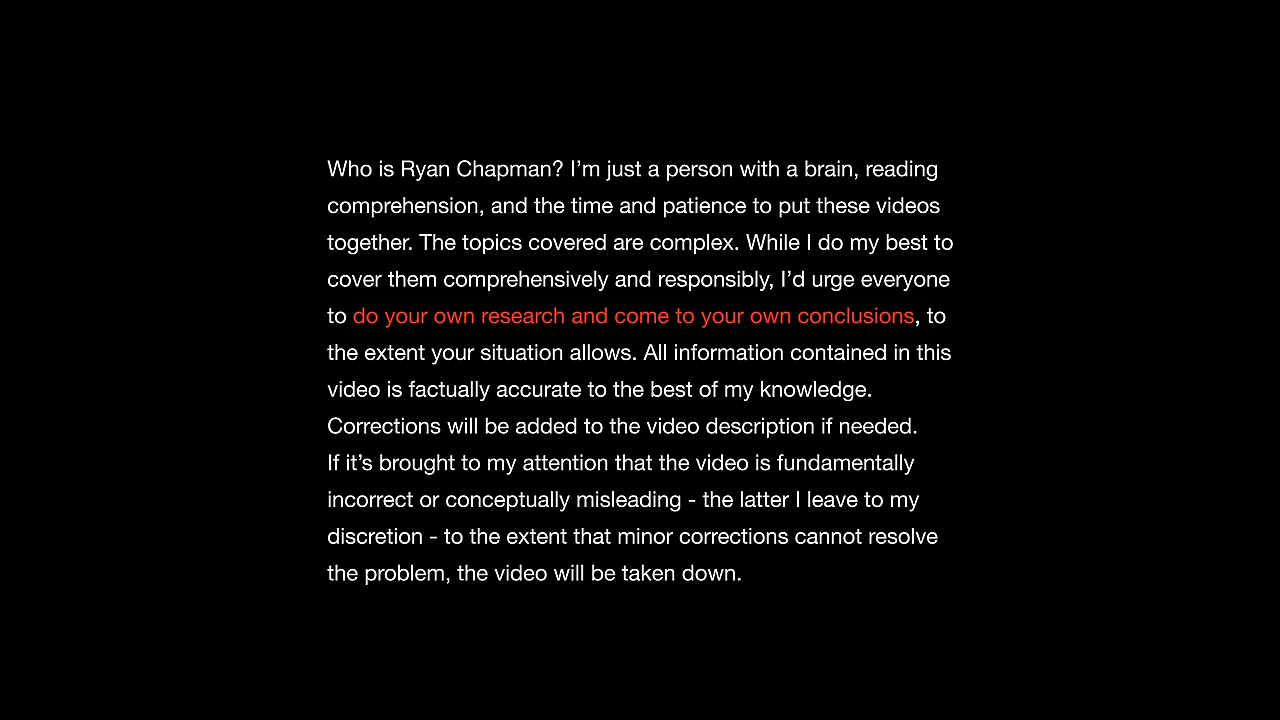 Who is Ryan Chapman? I’m just a person with a brain, reading
comprehension, and the time and patience to put these videos
together. The topics covered are complex. While I do my best to
cover them comprehensively and responsibly, I’d urge everyone
to do your own research and come to your own conclusions, to
the extent your situation allows. All information contained in this
video is factually accurate to the best of my knowledge.
Corrections will be added to the video description if needed.
If it’s brought to my attention that the video is fundamentally
incorrect or conceptually misleading - the latter I leave to my
discretion - to the extent that minor corrections cannot resolve
the problem, the video will be taken down.